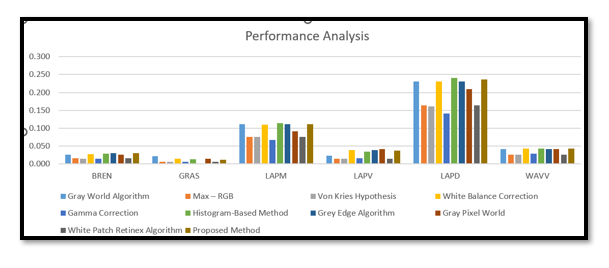 Performance Analysis
0.300
0.250
0.200
0.150
0.100
0.050
0.000
BREN GRAS LAPM LAPV LAPD WAVV
Gray World Algorithm Max – RGB Von Kries Hypothesis White Balance Correction
Gamma Correction Histogram-Based Method Grey Edge Algorithm Gray Pixel World
White Patch Retinex Algorithm Proposed Method